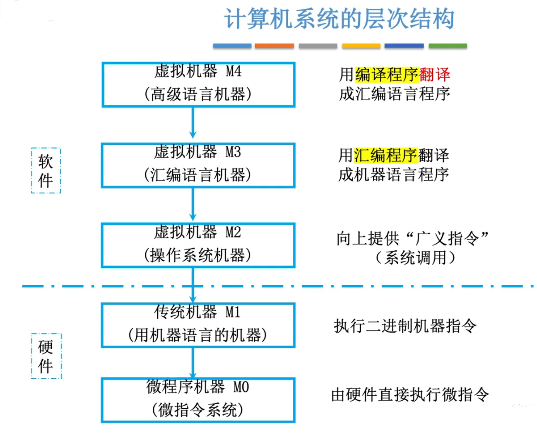 计算机系统的层次结构
虚拟机器 M4
(高级语言机器)
用编译程序翻译
成汇编语言程序
虚拟机器 M3
(汇编语言机器)
用汇编程序翻译
成机器语言程序
软
件
虚拟机器 M2
(操作系统机器)
向上提供“广义指令”
（系统调用）
传统机器 M1
(用机器语言的机器)
执行二进制机器指令
硬
件
微程序机器 M0
(微指令系统)
由硬件直接执行微指令